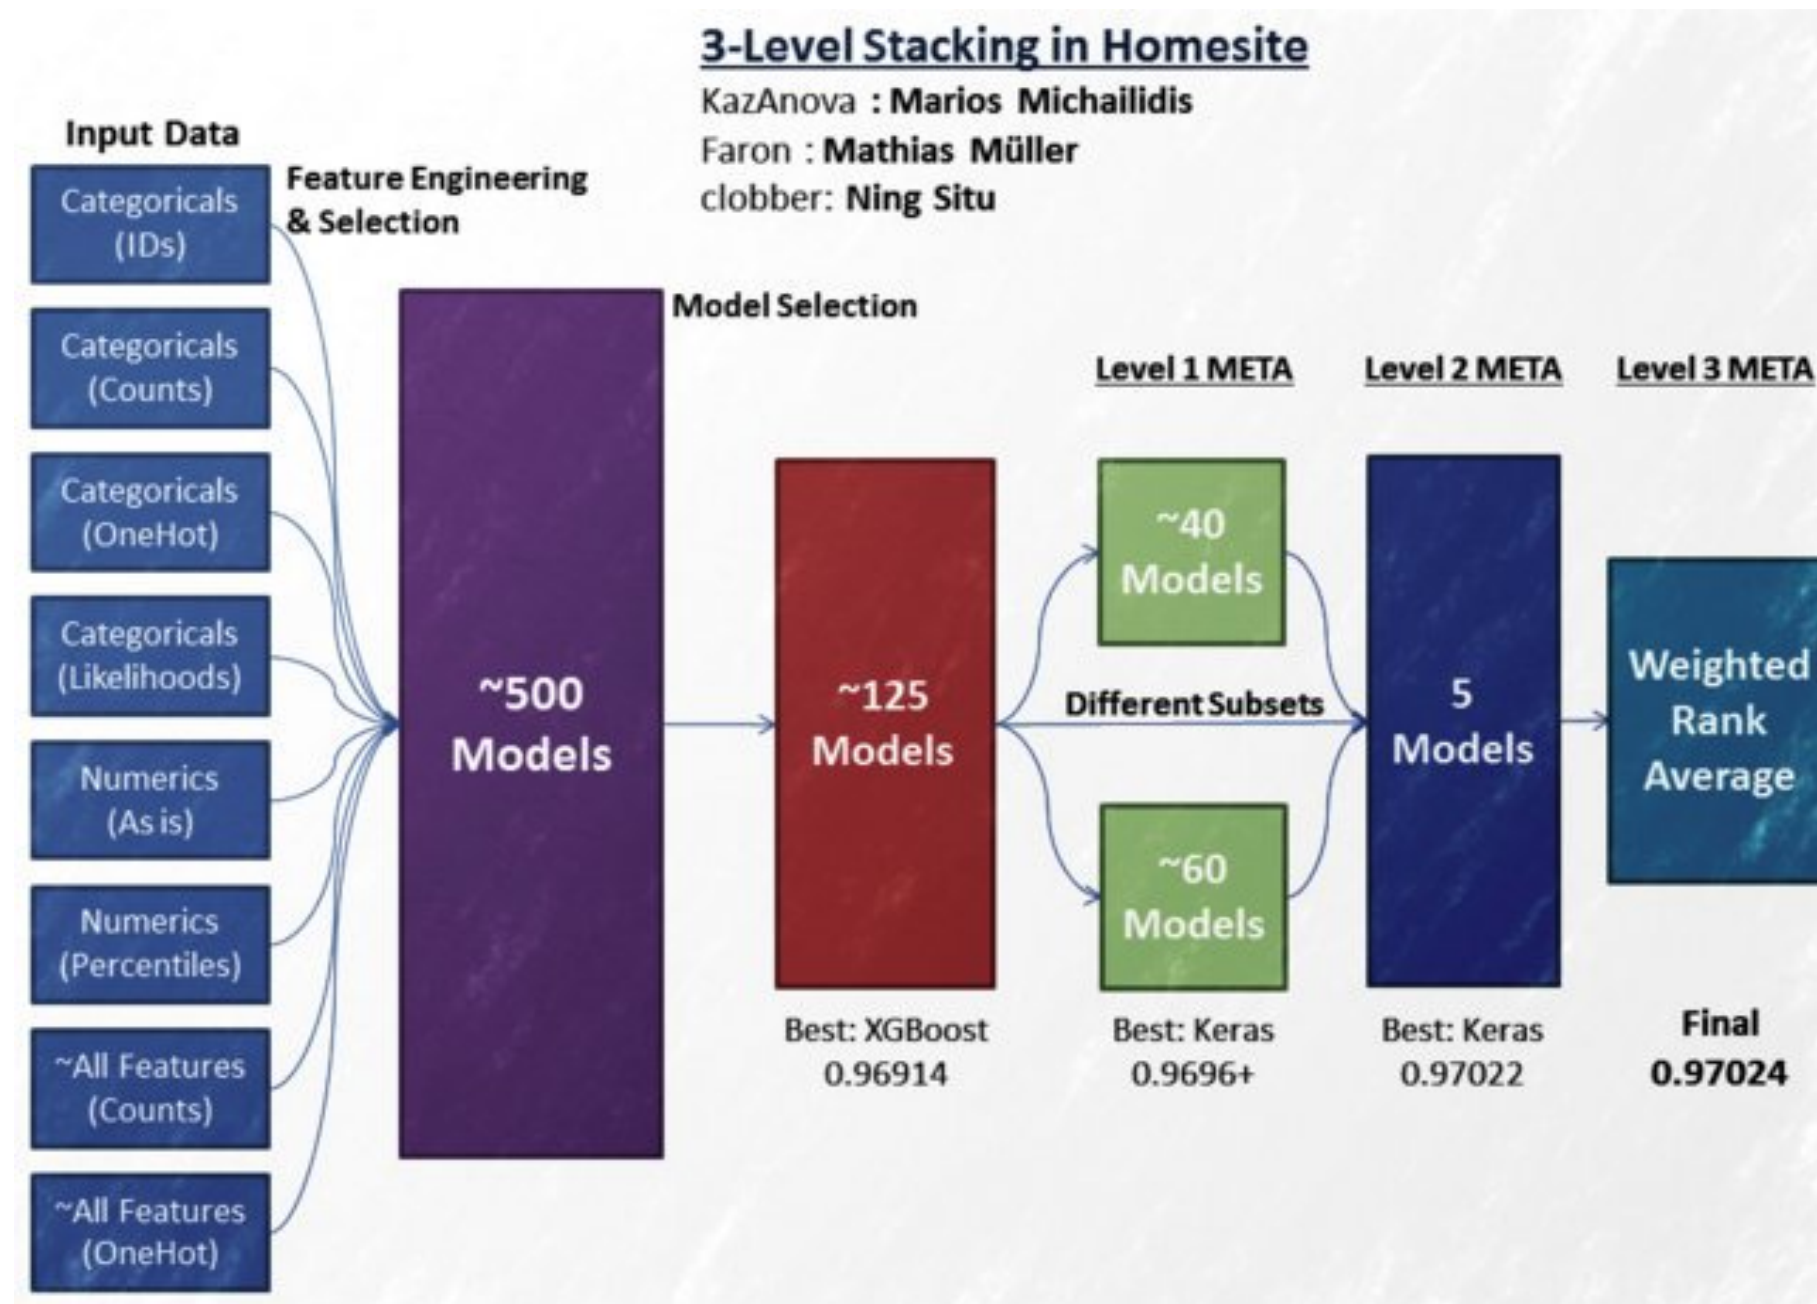 3-Level Stacking in Homesite
KazAnova : Marios Michailidis
Faron : Mathias Müller
clobber: Ning Situ
Input Data
Feature Engineering
& Selection
Categoricals
(IDs)
Categoricals
(Counts)
Categoricals
(OneHot)
Categoricals
(Likelihoods)
Numerics
(As is)
Numerics
(Percentiles)
~All Features
(Counts)
~All Features
(OneHot)
~500
Models
Model Selection
~125
Models
Best: XGBoost
0.96914
Level 1 META
~40
Models
Different Subsets
~60
Models
Best: Keras
0.9696+
Level 2 META
5
Models
Best: Keras
0.97022
Level 3 META
Weighted
Rank
Average
Final
0.97024